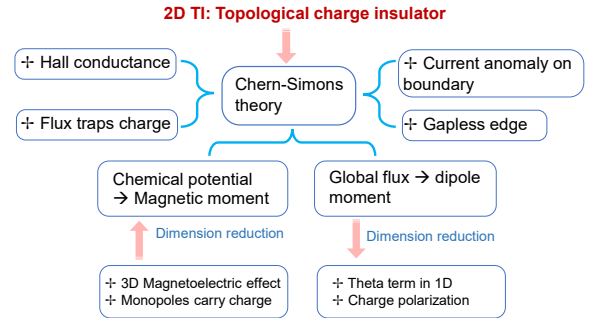 2D TI: Topological charge insulator
✢ Hall conductance
✢ Flux traps charge
Chern-Simons
theory
✢ Current anomaly on
boundary
✢ Gapless edge
Chemical potential
→ Magnetic moment
Global flux → dipole
moment
Dimension reduction
Dimension reduction
✢ 3D Magnetoelectric effect
✢ Monopoles carry charge
✢ Theta term in 1D
✢ Charge polarization